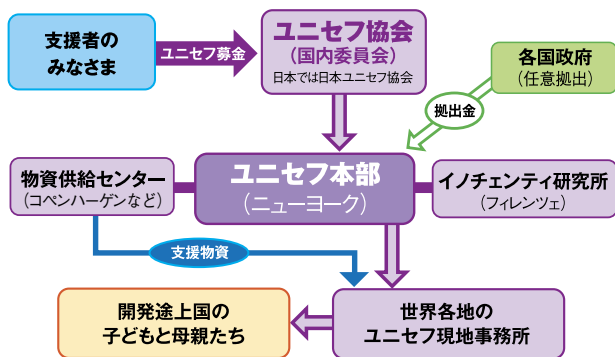 支援者の
みなさま
ユニセフ募金
ユニセフ協会
（国内委員会）
日本では日本ユニセフ協会
各国政府
（任意拠出）
拠出金
物資供給センター
（コペンハーゲンなど）
ユニセフ本部
（ニューヨーク）
イノチェンティ研究所
（フィレンツェ）
支援物資
開発途上国の
子どもと母親たち
世界各地の
ユニセフ現地事務所